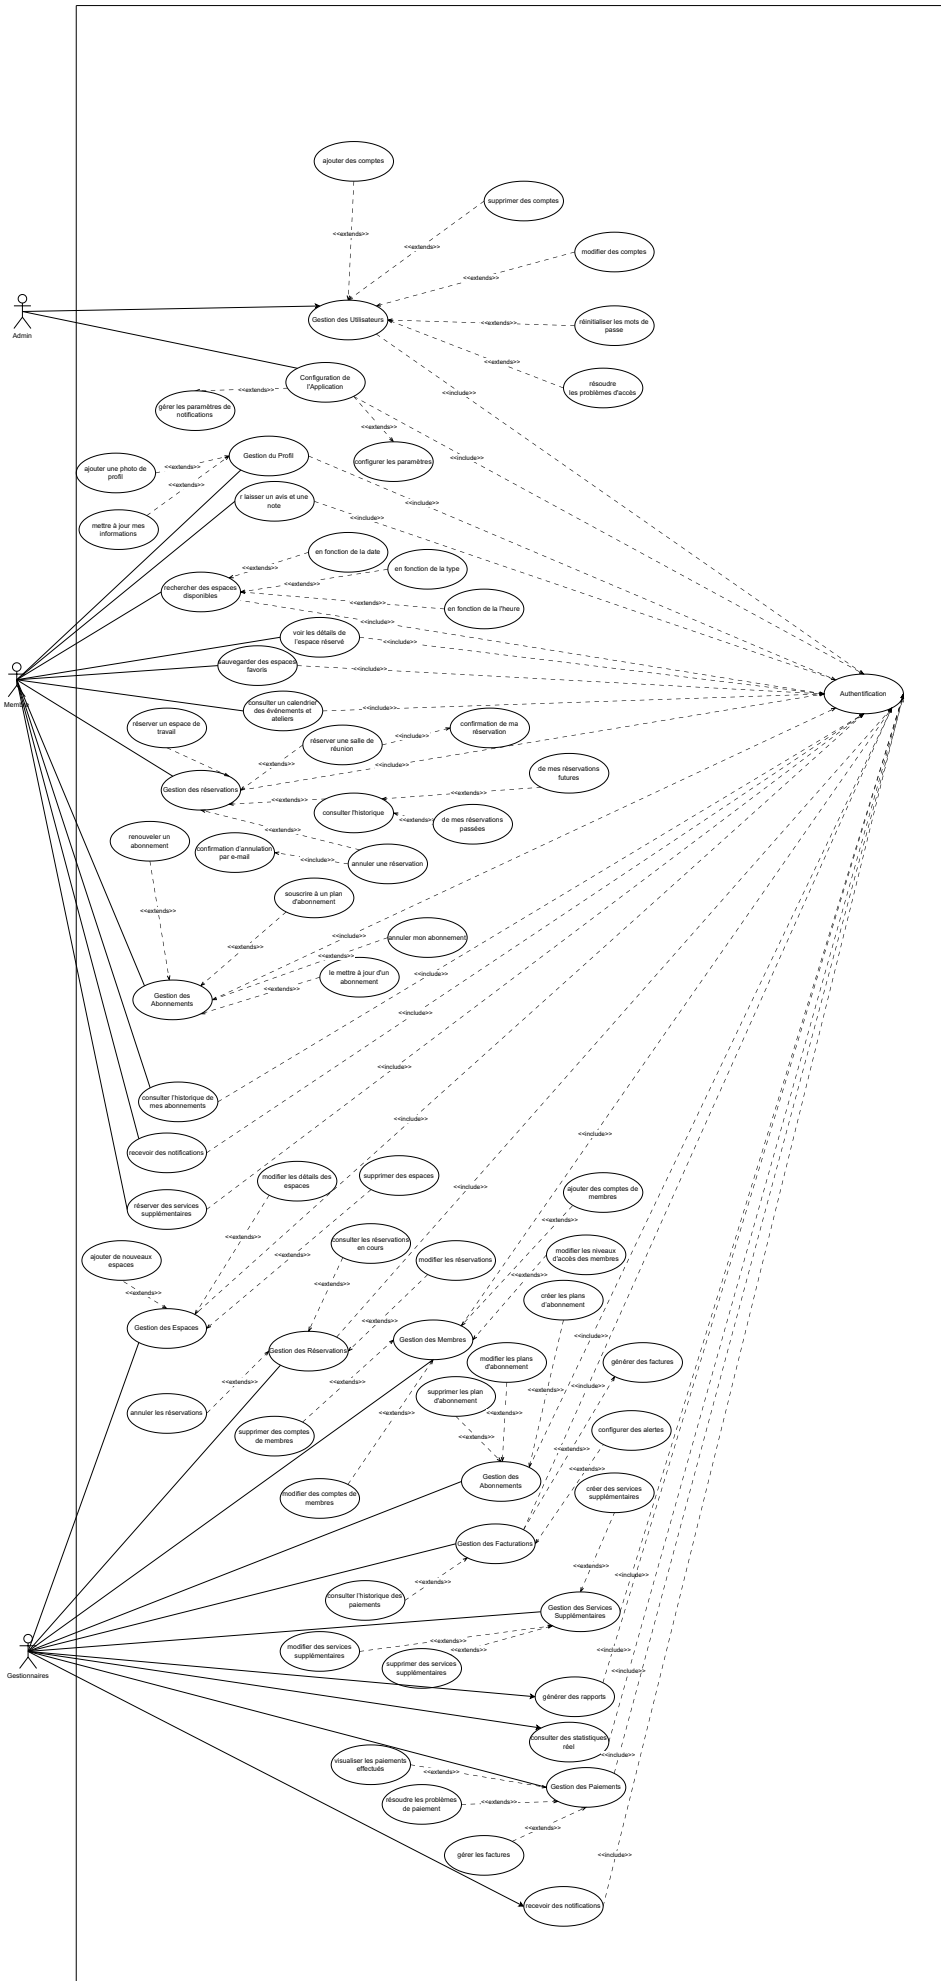 ajouter des comptes
supprimer des comptes
<<extends>>
<<extends>>
modifier des comptes
<<extends>>
Gestion des Utilisateurs
<<extends>>
réinitialiser les mots de
passe
Admin
<<extends>>
résoudre
les problèmes d'accès
Configuration de
l'Application
<<extends>>
<<include>>
gérer les paramètres de
notifications
<<extends>>
Gestion du Profil
<<include>>
configurer les paramètres
ajouter une photo de
profil
<<extends>>
<<extends>>
r laisser un avis et une
note
<<include>>
<<include>>
mettre à jour mes
informations
en fonction de la date
<<extends>>
en fonction de la type
<<extends>>
rechercher des espaces
disponibles
<<extends>>
en fonction de la l'heure
<<include>>
voir les détails de
l'espace réservé
<<include>>
sauvegarder des espaces
favoris
<<include>>
Membre
Authentification
consulter un calendrier
des événements et
ateliers
<<include>>
réserver un espace de
travail
<<extends>>
réserver une salle de
réunion
<<include>>
confirmation de ma
réservation
<<extends>>
<<include>>
de mes réservations
futures
Gestion des réservations
<<extends>>
<<extends>>
consulter l'historique
<<extends>>
de mes réservations
passées
renouveler un
abonnement
<<extends>>
confirmation d'annulation
par e-mail
<<include>>
annuler une réservation
souscrire à un plan
d'abonnement
<<extends>>
<<extends>>
<<include>>
annuler mon abonnement
<<extends>>
le mettre à jour d'un
abonnement
<<include>>
<<extends>>
Gestion des
Abonnements
<<include>>
<<include>>
consulter l'historique de
mes abonnements
<<include>>
<<include>>
recevoir des notifications
modifier les détails des
espaces
supprimer des espaces
<<include>>
ajouter des comptes de
membres
réserver des services
supplémentaires
<<extends>>
<<extends>>
<<extends>>
consulter les réservations
en cours
ajouter de nouveaux
espaces
<<extends>>
modifier les réservations
modifier les niveaux
d'accès des membres
<<extends>>
<<extends>>
créer les plans
d'abonnement
Gestion des Espaces
<<extends>>
Gestion des Membres
<<include>>
Gestion des Réservations
modifier les plans
d'abonnement
générer des factures
<<extends>>
<<extends>>
<<include>>
<<extends>>
supprimer les plan
d'abonnement
<<extends>>
annuler les réservations
<<extends>>
<<extends>>
<<extends>>
configurer des alertes
supprimer des comptes
de membres
<<extends>>
<<extends>>
Gestion des
Abonnements
créer des services
supplémentaires
modifier des comptes de
membres
Gestion des Facturations
<<extends>>
<<include>>
<<extends>>
<<include>>
consulter l'historique des
paiements
Gestion des Services
Supplémentaires
Gestionnaires
modifier des services
supplémentaires
<<extends>>
<<extends>>
<<include>>
supprimer des services
supplémentaires
<<include>>
générer des rapports
consulter des statistiques
réel
<<include>>
visualiser les paiements
effectués
<<extends>>
Gestion des Paiements
résoudre les problèmes
de paiement
<<extends>>
<<extends>>
gérer les factures
<<include>>
recevoir des notifications